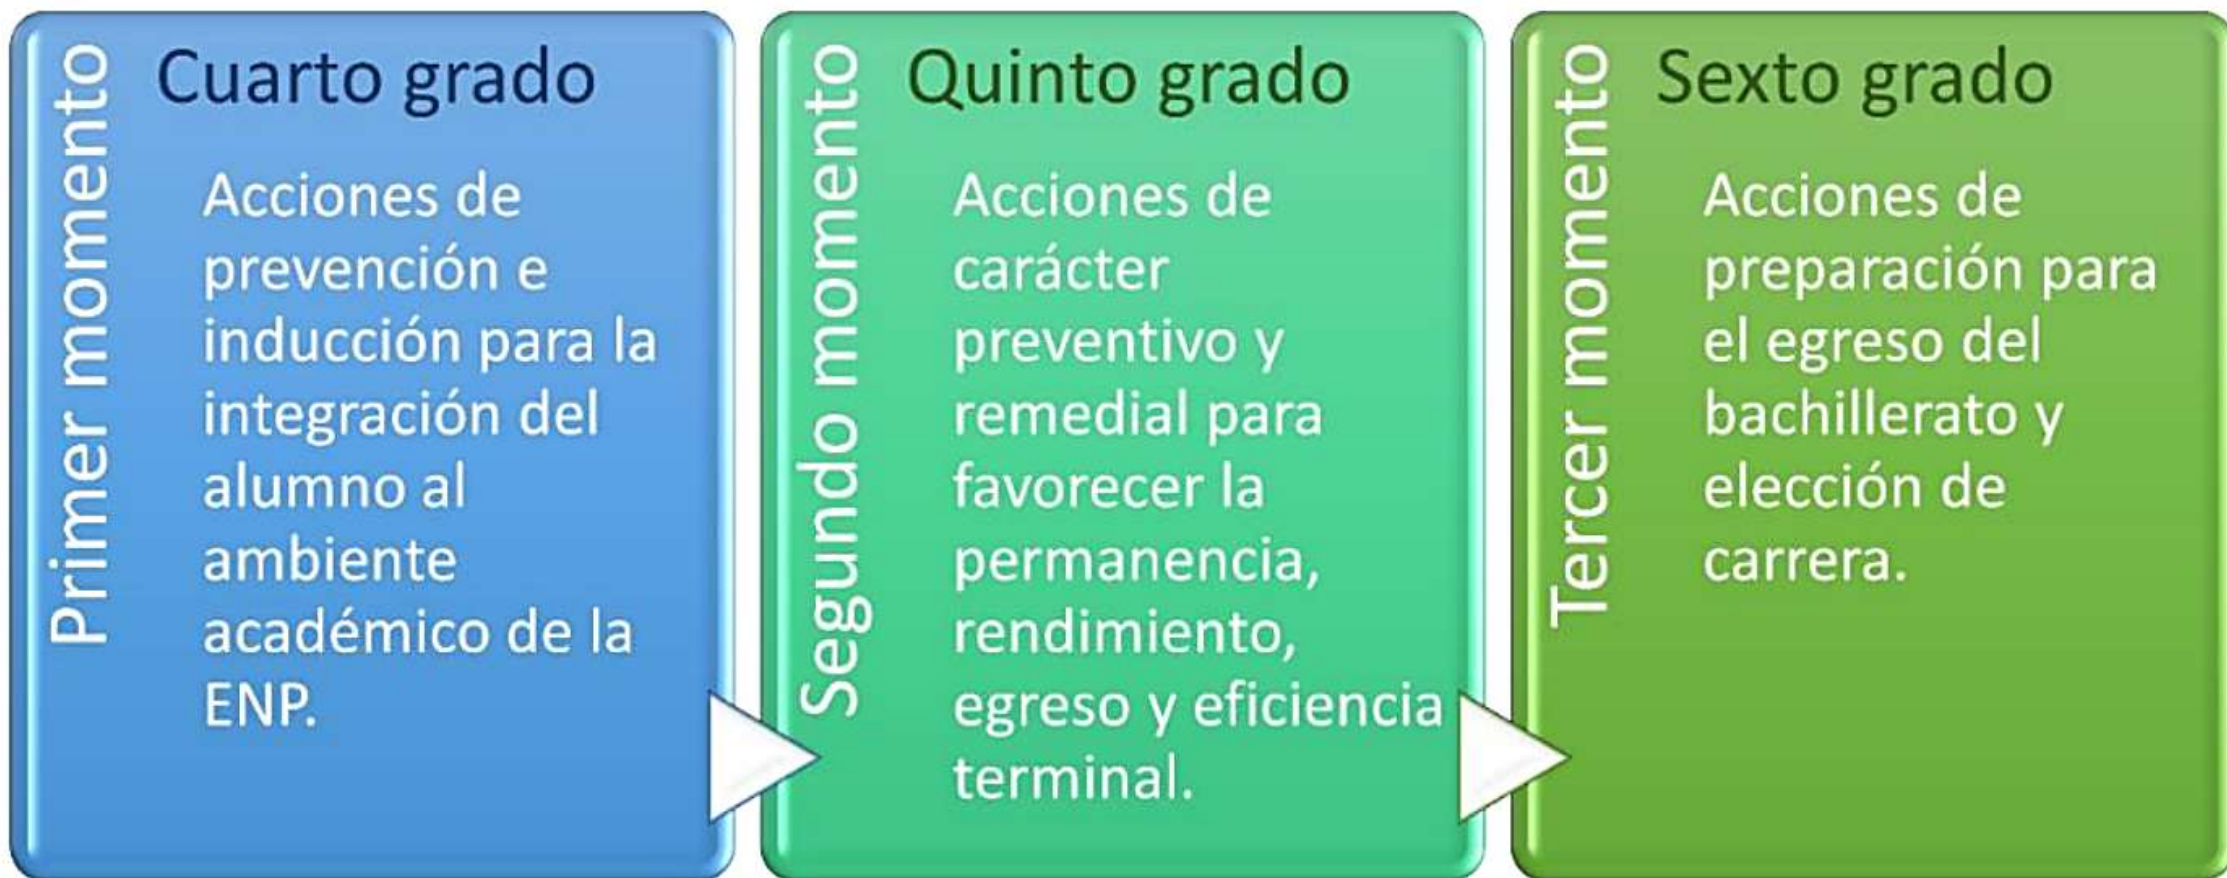 Primer momento
Cuarto grado
Acciones de
prevención e
inducción para la
integración del
alumno al
ambiente
académico de la
ENP.
Segundo momento
Quinto grado
Acciones de
carácter
preventivo y
remedial para
favorecer la
permanencia,
rendimiento,
egreso y eficiencia
terminal.
Tercer momento
Sexto grado
Acciones de
preparación para
el egreso del
bachillerato y
elección de
carrera.